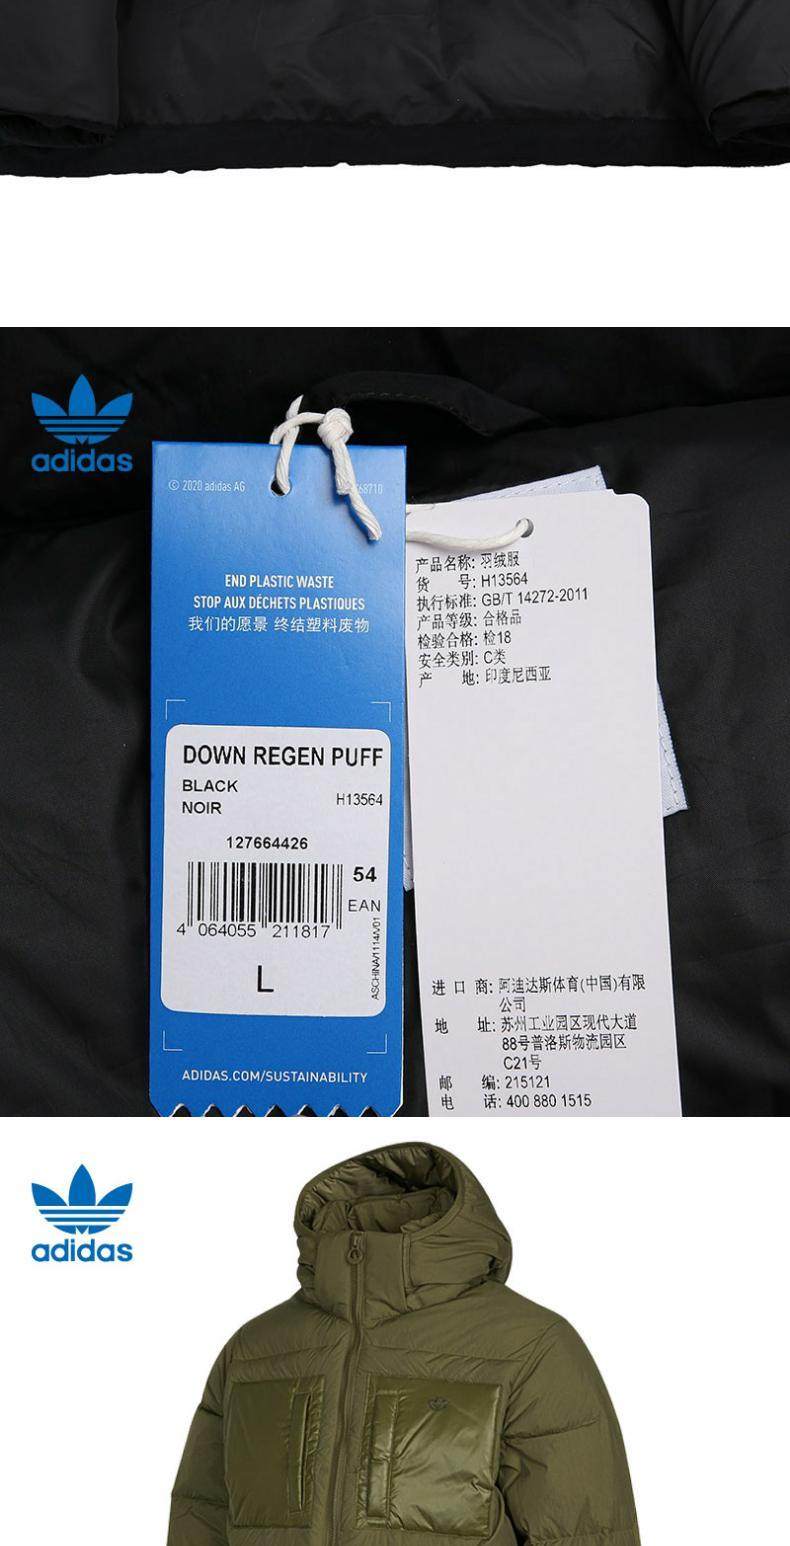 adidas
© 2020 adidas AG
68710
END PLASTIC WASTE
STOP AUX DÉCHETS PLASTIQUES
我们的愿景 终结塑料废物
DOWN REGEN PUFF
BLACK
NOIR
H13564
127664426
54
EAN
4 064055 211817
ASCHINA/1114/V01
L
ADIDAS.COM/SUSTAINABILITY
产品名称: 羽绒服
货 号: H13564
执行标准: GB/T 14272-2011
产品等级: 合格品
检验合格: 检18
安全类别: C类
产 地: 印度尼西亚
进 口 商: 阿迪达斯体育(中国)有限
公司
地 址: 苏州工业园区现代大道
88号普洛斯物流园区
C21号
邮 编: 215121
电 话: 400 880 1515
adidas